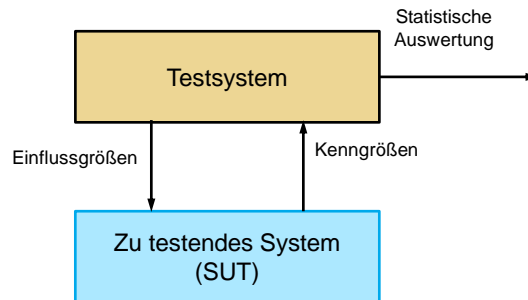 Statistische
Auswertung
Testsystem
Einflussgrößen
Kenngrößen
Zu testendes System
(SUT)